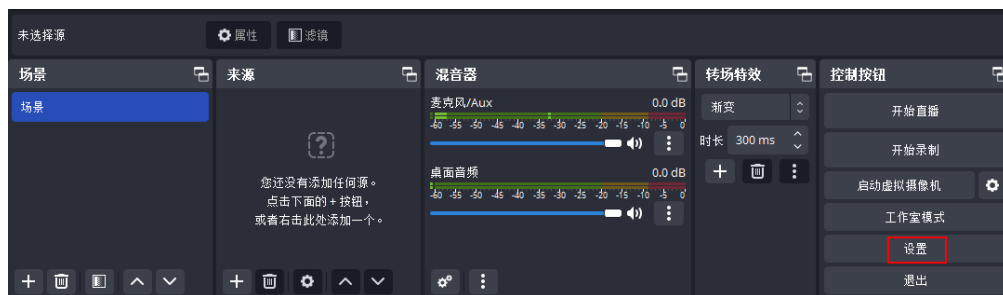 未选择源
属性
滤镜
场景
来源
混音器
转场特效
控制按钮
场景
您还没有添加任何源。
点击下面的 + 按钮，
或者右击此处添加一个。
麦克风/Aux 0.0 dB
-60 -55 -50 -45 -40 -35 -30 -25 -20 -15 -10 -5 0
桌面音频 0.0 dB
-60 -55 -50 -45 -40 -35 -30 -25 -20 -15 -10 -5 0
渐变
时长 300 ms
开始直播
开始录制
启动虚拟摄像机
工作室模式
设置
退出